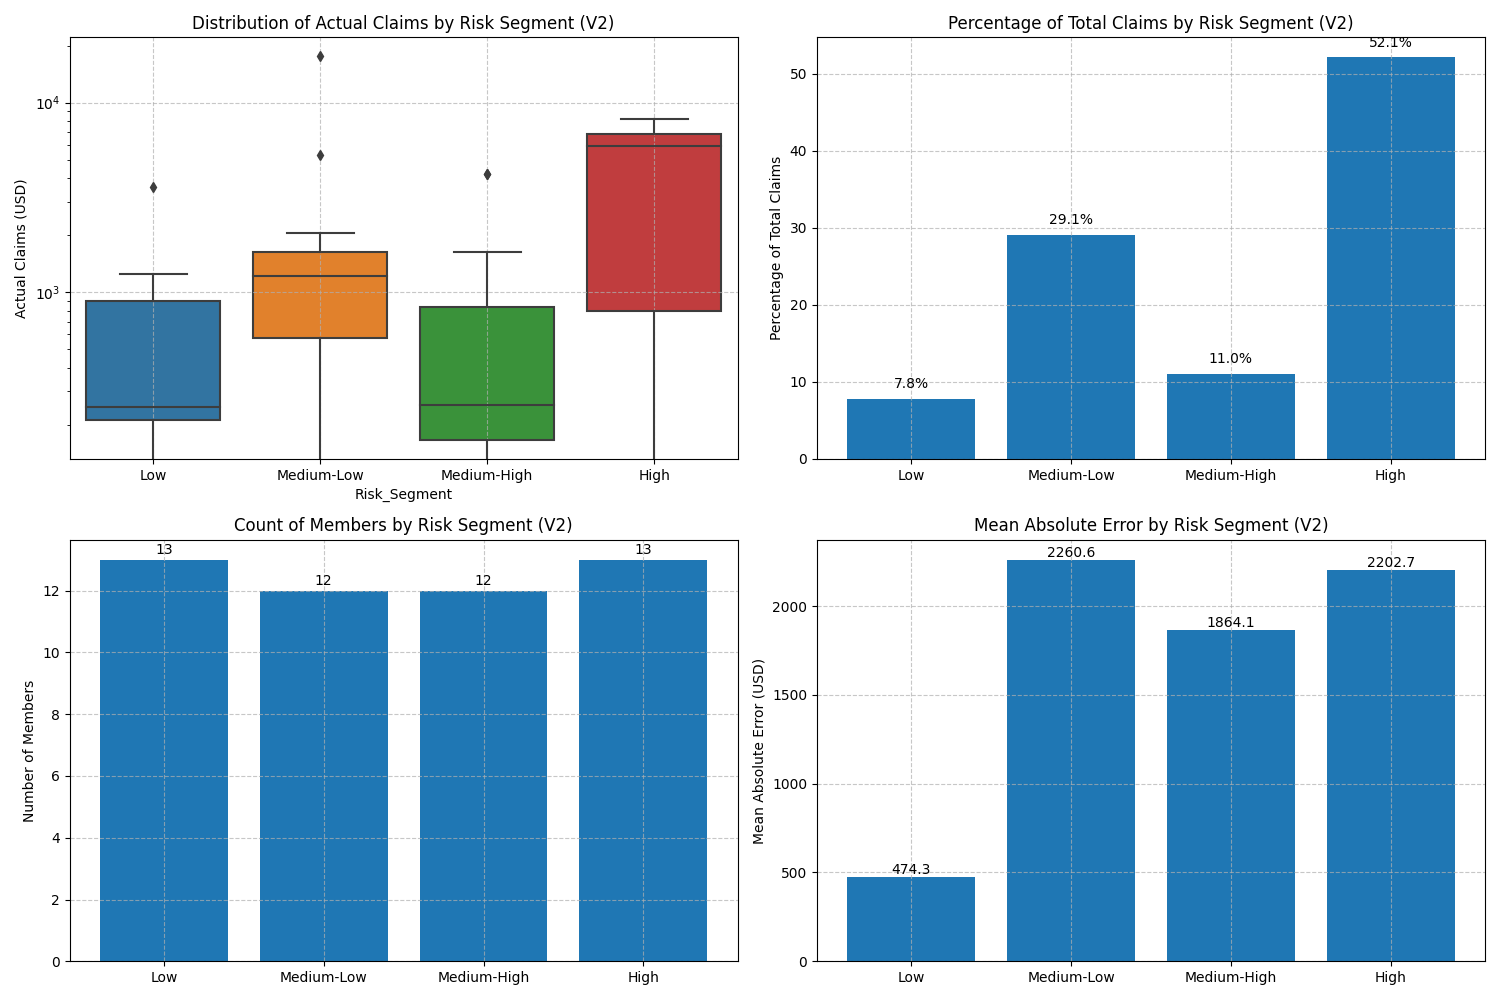 Distribution of Actual Claims by Risk Segment (V2)
Actual Claims (USD)
10⁴
10³
Low
Medium-Low
Medium-High
High
Risk_Segment
Percentage of Total Claims by Risk Segment (V2)
Percentage of Total Claims
50
40
30
20
10
0
7.8%
29.1%
11.0%
52.1%
Low
Medium-Low
Medium-High
High
Count of Members by Risk Segment (V2)
Number of Members
12
10
8
6
4
2
0
13
12
12
13
Low
Medium-Low
Medium-High
High
Mean Absolute Error by Risk Segment (V2)
Mean Absolute Error (USD)
2000
1500
1000
500
0
474.3
2260.6
1864.1
2202.7
Low
Medium-Low
Medium-High
High